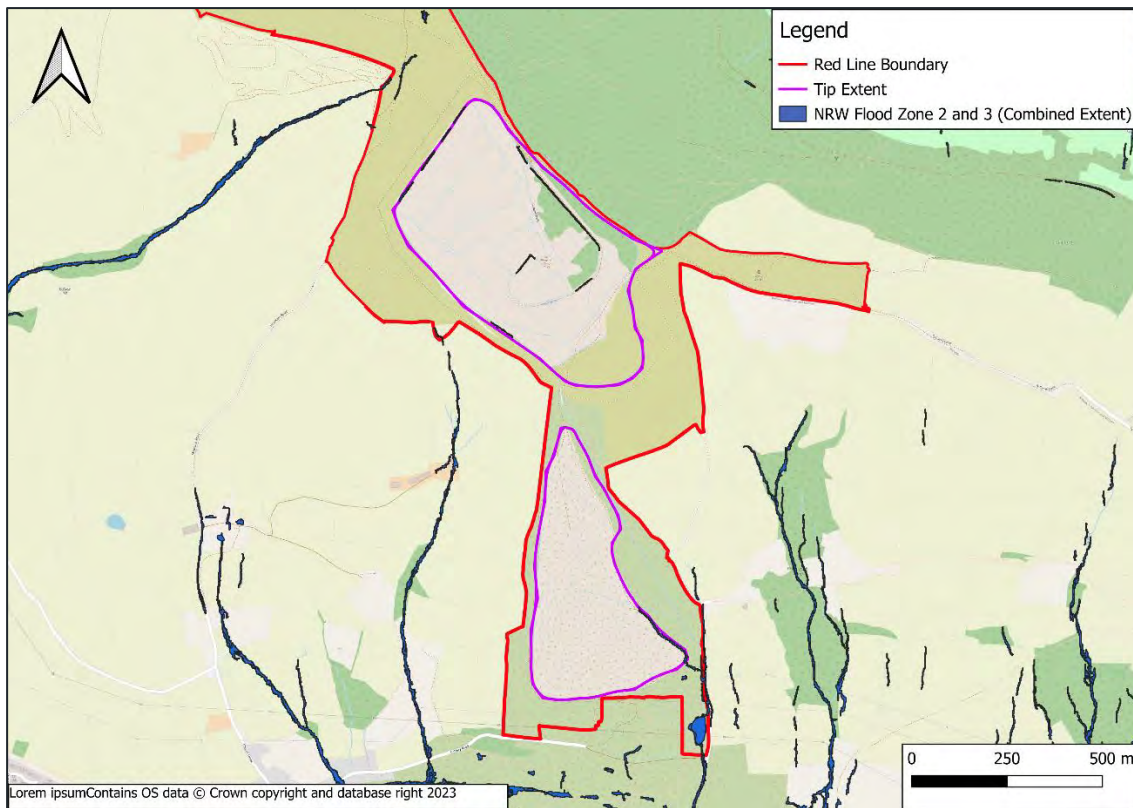 Legend
Red Line Boundary
Tip Extent
NRW Flood Zone 2 and 3 (Combined Extent)
0 250 500 m
Lorem ipsumContains OS data © Crown copyright and database right 2023